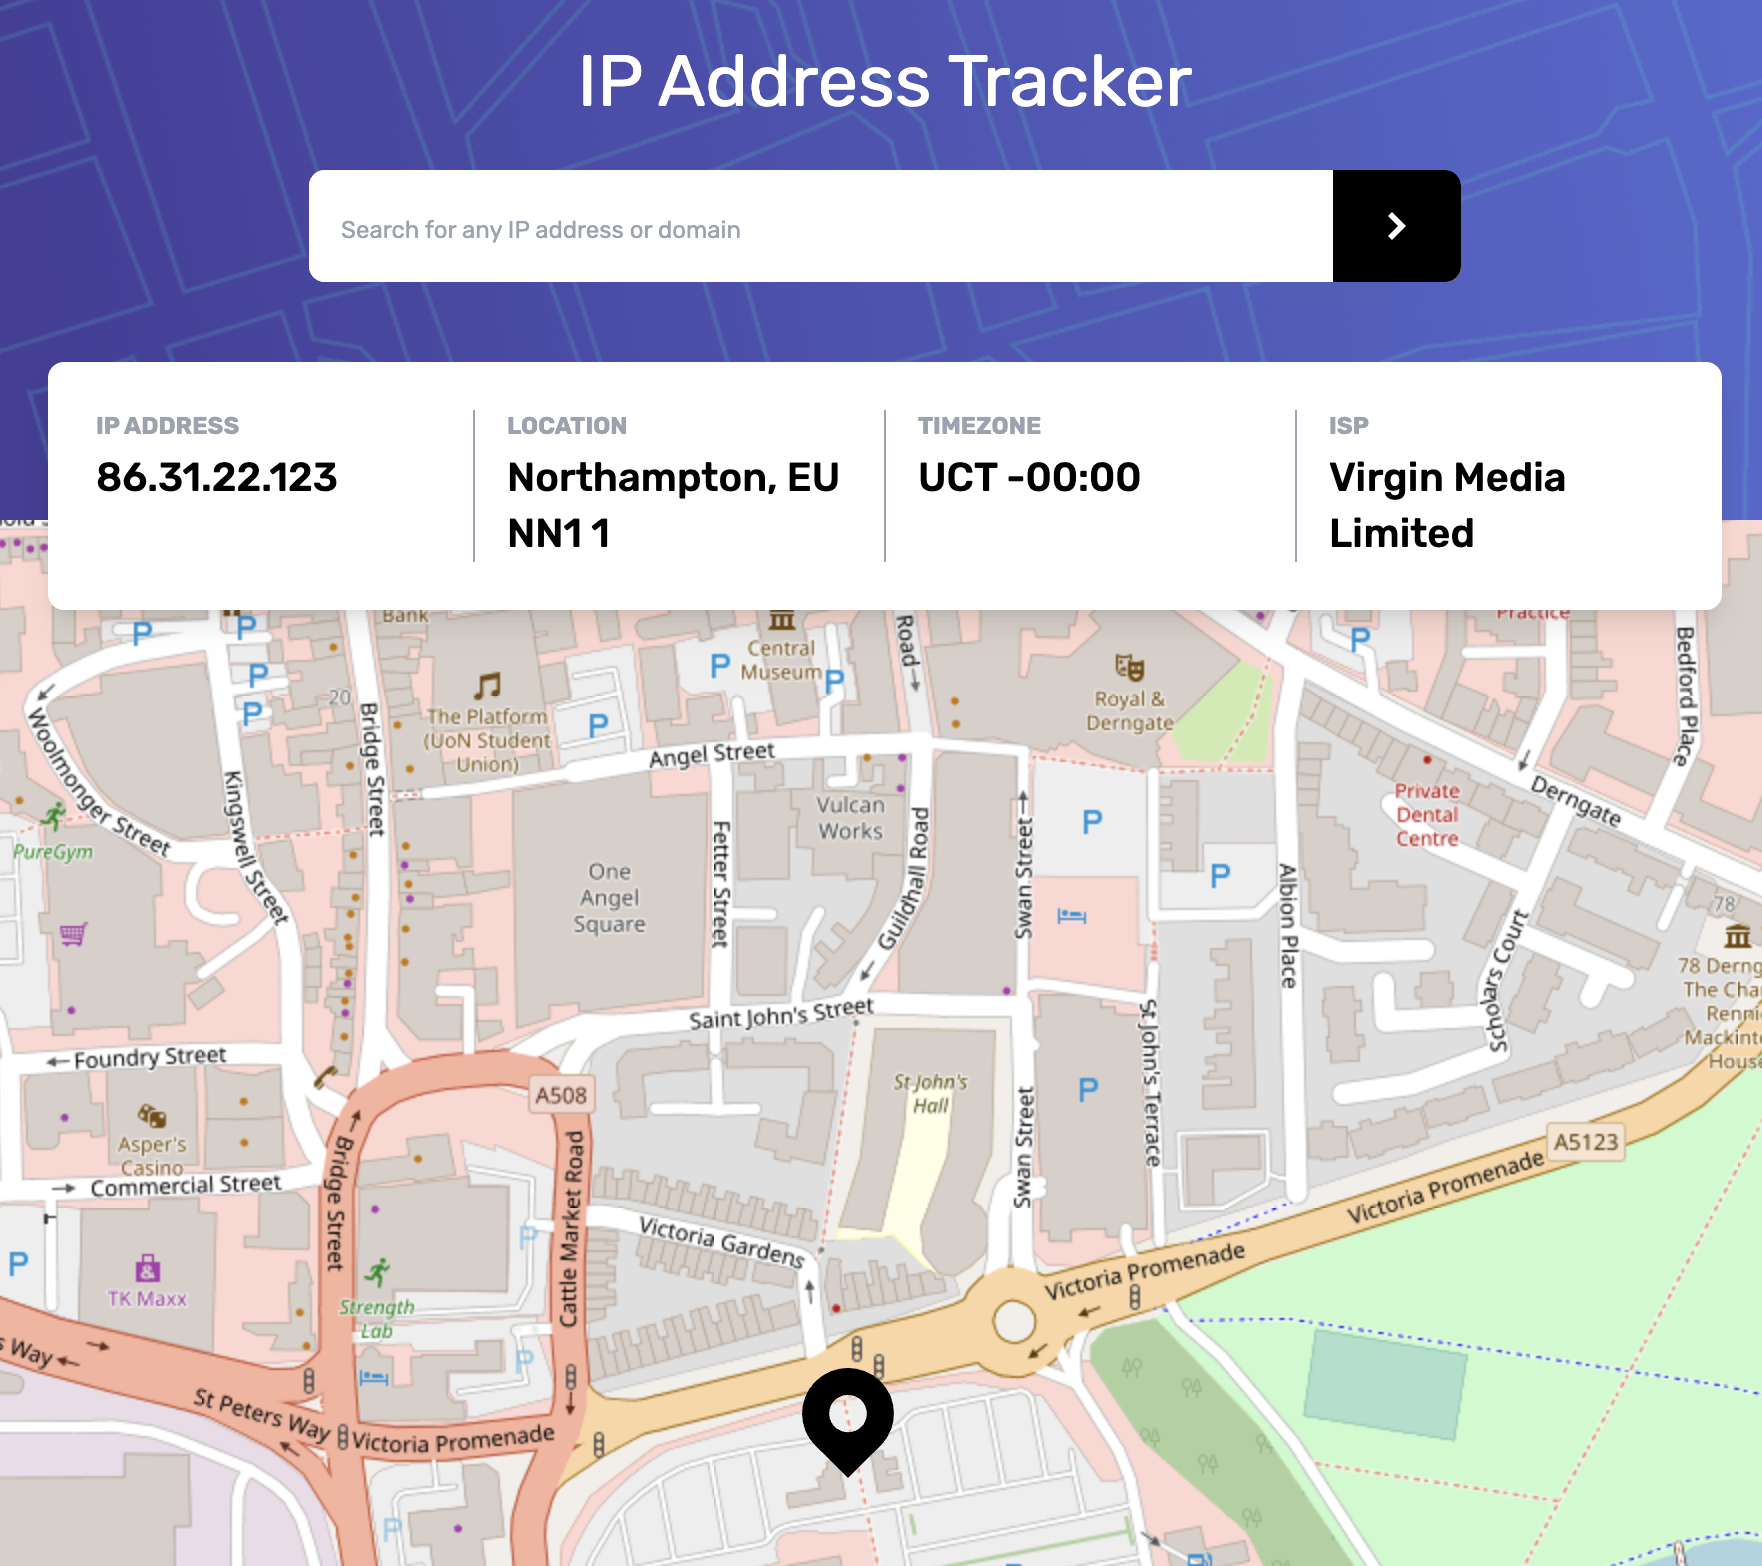 IP Address Tracker
Search for any IP address or domain
IP ADDRESS
86.31.22.123
LOCATION
Northampton, EU
NN1 1
TIMEZONE
UCT -00:00
ISP
Virgin Media
Limited
Bank
P
P
P
P
20
The Platform
(UoN Student
Union)
P
Central
Museum
P
P
Road
Royal &
Derngate
P
Practice
Bedford Place
Woolmonger Street
Kingswell Street
Bridge Street
Angel Street
PureGym
One
Angel
Square
Fetter Street
Vulcan
Works
Guildhall Road
Swan Street
P
P
Albion Place
Private
Dental
Centre
Derngate
Scholars Court
78
78 Derng
The Cha
Renni
Mackint
House
Saint John's Street
Foundry Street
A508
St John's
Hall
Swan Street
P
St John's Terrace
Asper's
Casino
Commercial Street
Bridge Street
Cattle Market Road
P
Victoria Gardens
A5123
Victoria Promenade
Victoria Promenade
P
TK Maxx
Strength
Lab
P
s Way
St Peters Way
Victoria Promenade
P